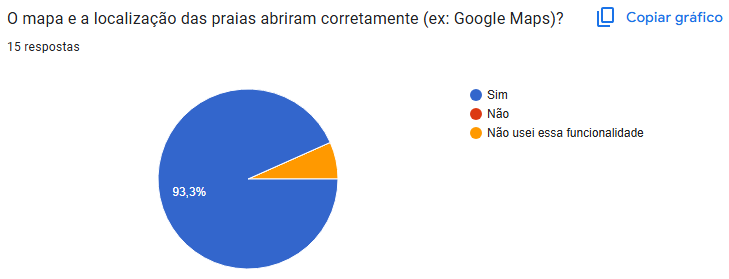 O mapa e a localização das praias abriram corretamente (ex: Google Maps)?
Copiar gráfico
15 respostas
Sim
Não
Não usei essa funcionalidade
93,3%